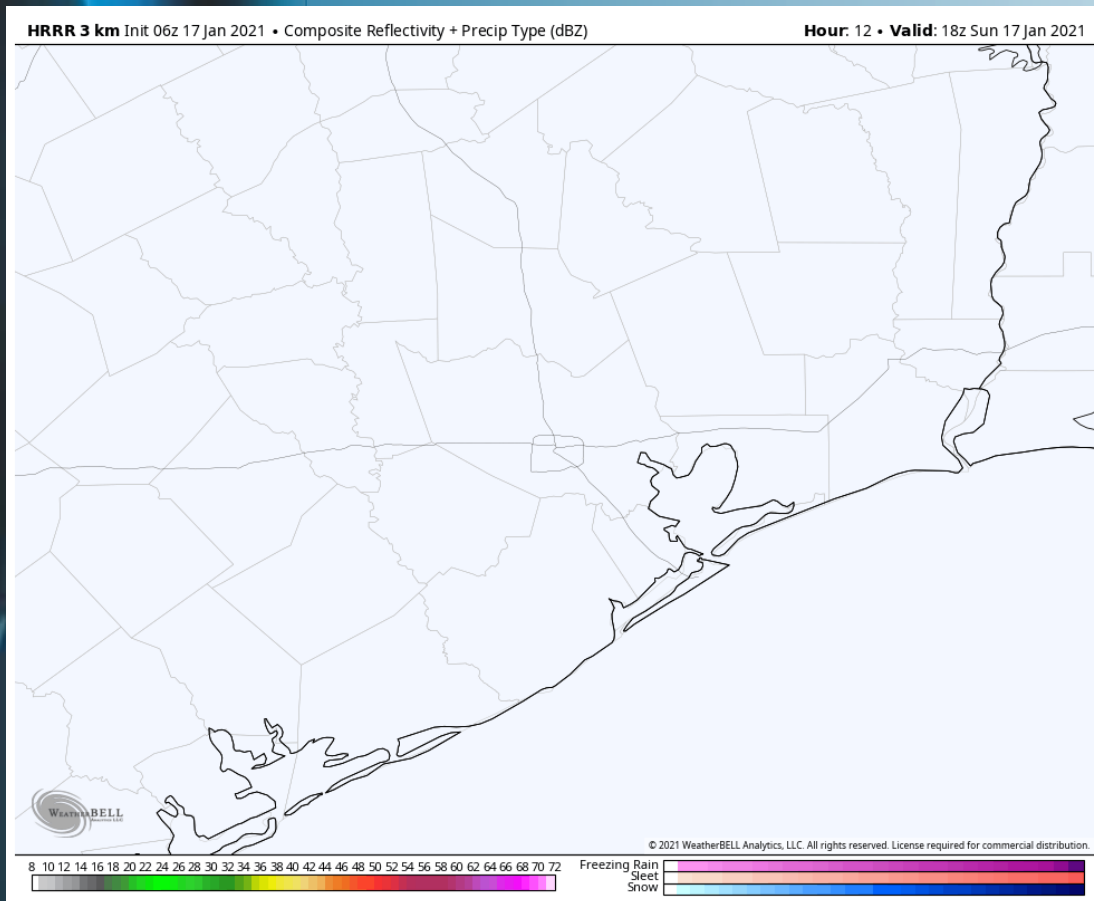 HRRR 3 km Init 06z 17 Jan 2021 • Composite Reflectivity + Precip Type (dBZ) Hour: 12 • Valid: 18z Sun 17 Jan 2021
WEATHERBELL
© 2021 WeatherBELL Analytics, LLC. All rights reserved. License required for commercial distribution.
8 10 12 14 16 18 20 22 24 26 28 30 32 34 36 38 40 42 44 46 48 50 52 54 56 58 60 62 64 66 68 70 72
Freezing Rain
Sleet
Snow